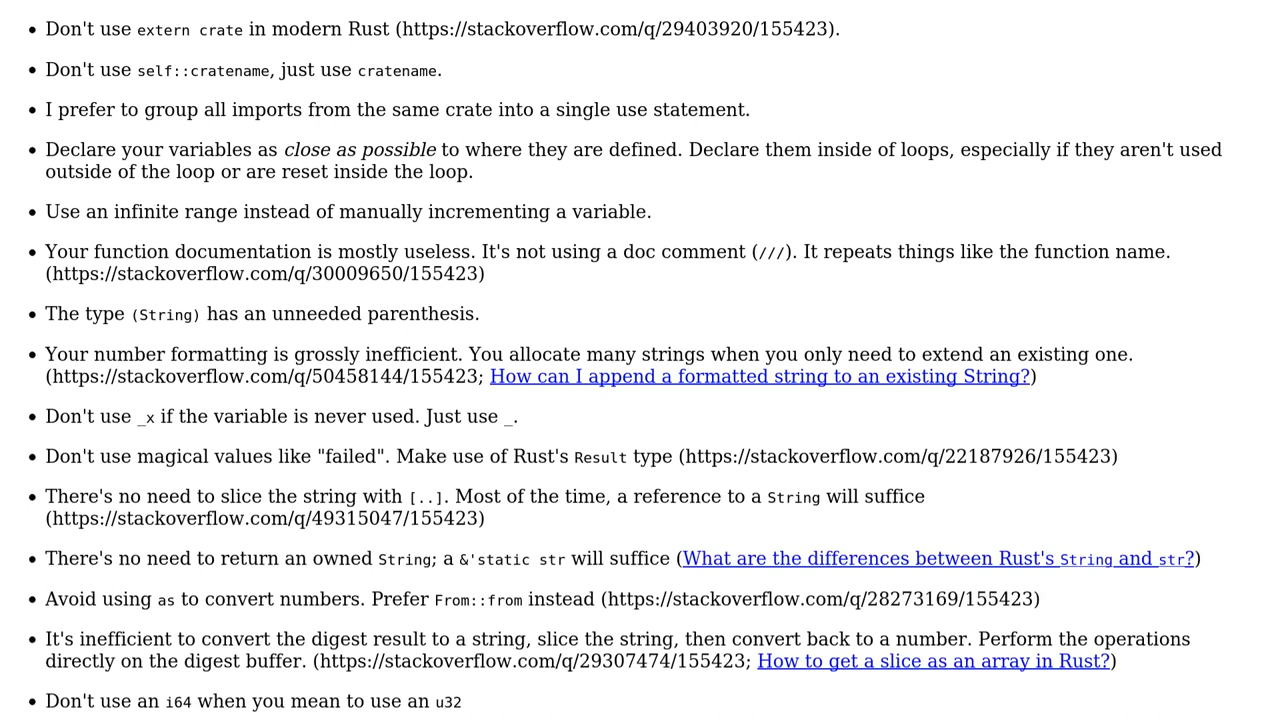 • Don't use extern crate in modern Rust (https://stackoverflow.com/q/29403920/155423).
• Don't use self::cratename, just use cratename.
• I prefer to group all imports from the same crate into a single use statement.
• Declare your variables as close as possible to where they are defined. Declare them inside of loops, especially if they aren't used
outside of the loop or are reset inside the loop.
• Use an infinite range instead of manually incrementing a variable.
• Your function documentation is mostly useless. It's not using a doc comment (///). It repeats things like the function name.
(https://stackoverflow.com/q/30009650/155423)
• The type (String) has an unneeded parenthesis.
• Your number formatting is grossly inefficient. You allocate many strings when you only need to extend an existing one.
(https://stackoverflow.com/q/50458144/155423; How can I append a formatted string to an existing String?)
• Don't use _x if the variable is never used. Just use _.
• Don't use magical values like "failed". Make use of Rust's Result type (https://stackoverflow.com/q/22187926/155423)
• There's no need to slice the string with [..]. Most of the time, a reference to a String will suffice
(https://stackoverflow.com/q/49315047/155423)
• There's no need to return an owned String; a &'static str will suffice (What are the differences between Rust's String and str?)
• Avoid using as to convert numbers. Prefer From::from instead (https://stackoverflow.com/q/28273169/155423)
• It's inefficient to convert the digest result to a string, slice the string, then convert back to a number. Perform the operations
directly on the digest buffer. (https://stackoverflow.com/q/29307474/155423; How to get a slice as an array in Rust?)
• Don't use an i64 when you mean to use an u32